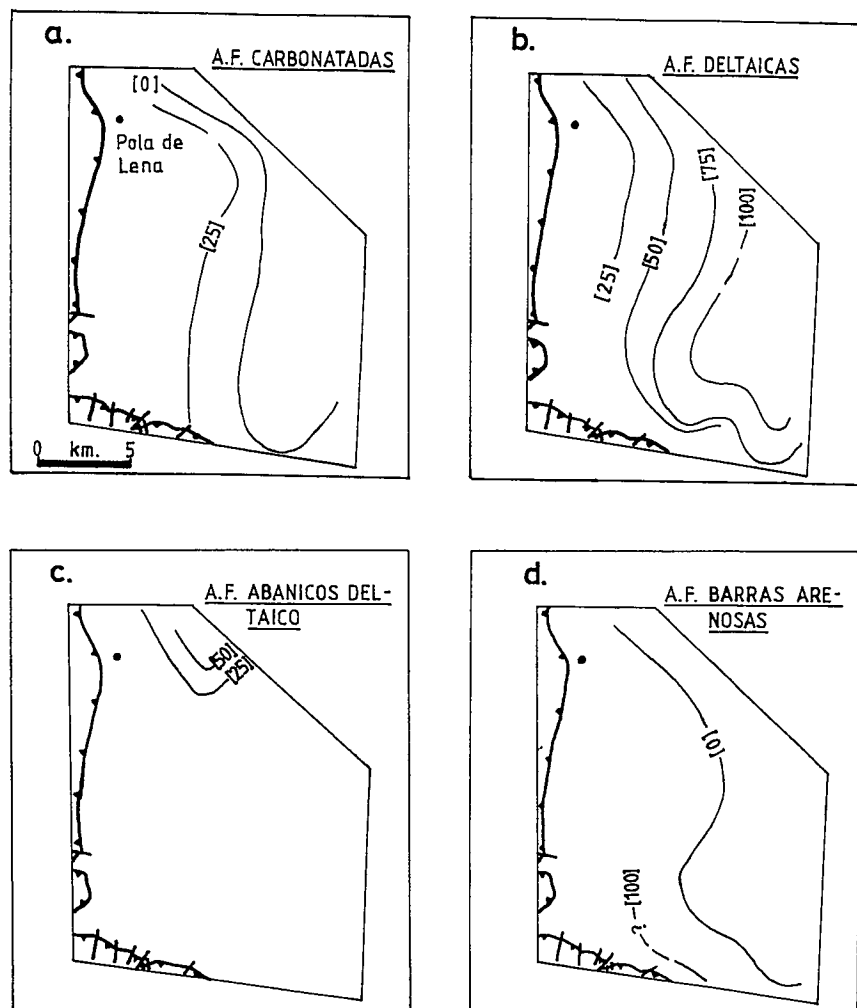 a.
A.F. CARBONATADAS
[0]
Pola de
Lena
[25]
0 km. 5
b.
A.F. DELTAICAS
[75]
[100]
[50]
[25]
c.
A.F. ABANICOS DEL-
TAICO
[50]
[25]
d.
A.F. BARRAS ARE-
NOSAS
[0]
?
[100]